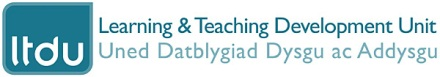 ltdu
Learning & Teaching Development Unit
Uned Datblygiad Dysgu ac Addysgu